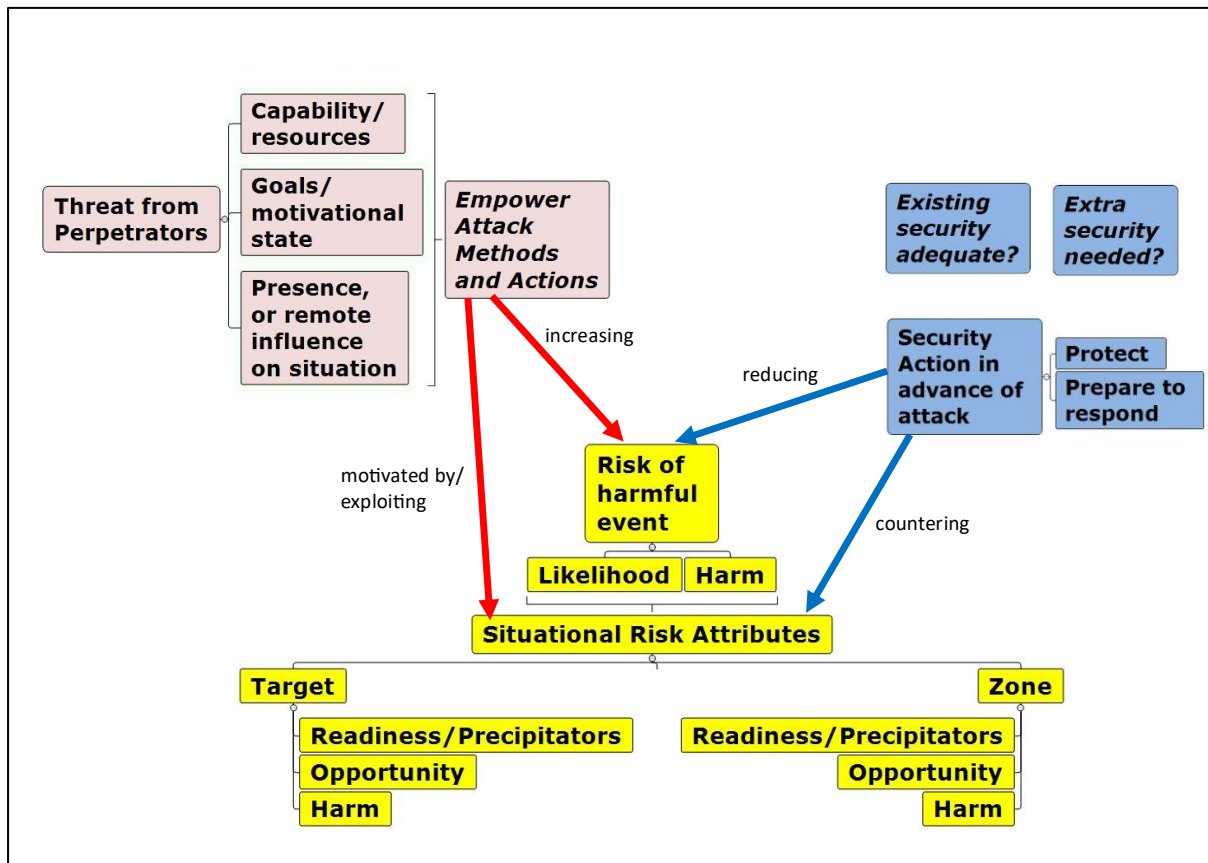 Capability/
resources
Threat from
Perpetrators
Goals/
motivational
state
Presence,
or remote
influence
on situation
Empower
Attack
Methods
and Actions
Existing
security
adequate?
Extra
security
needed?
Security
Action in
advance of
attack
Protect
Prepare to
respond
increasing
reducing
motivated by/
exploiting
countering
Risk of
harmful
event
Likelihood
Harm
Situational Risk Attributes
Target
Readiness/Precipitators
Opportunity
Harm
Zone
Readiness/Precipitators
Opportunity
Harm